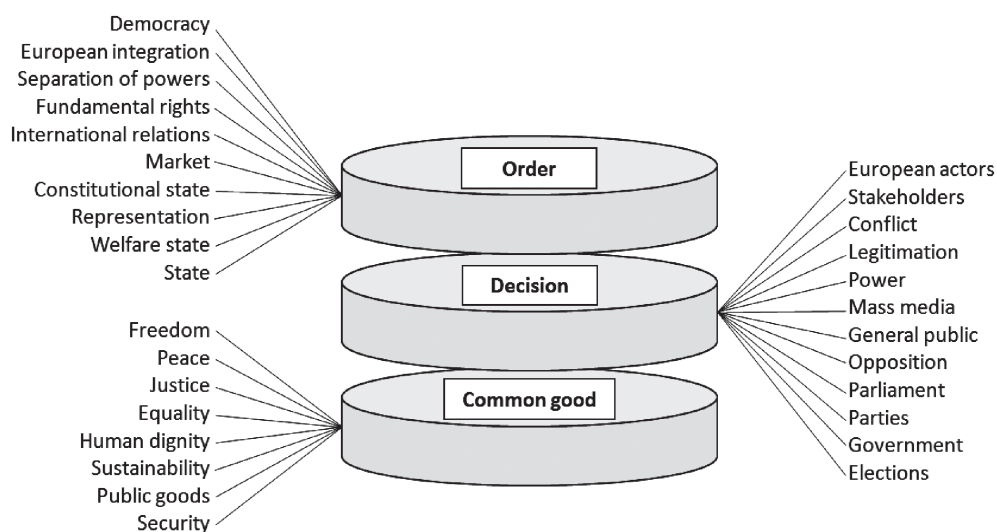 Democracy
European integration
Separation of powers
Fundamental rights
International relations
Market
Constitutional state
Representation
Welfare state
State
Order
Decision
European actors
Stakeholders
Conflict
Legitimation
Power
Mass media
General public
Opposition
Parliament
Parties
Government
Elections
Freedom
Peace
Justice
Equality
Human dignity
Sustainability
Public goods
Security
Common good